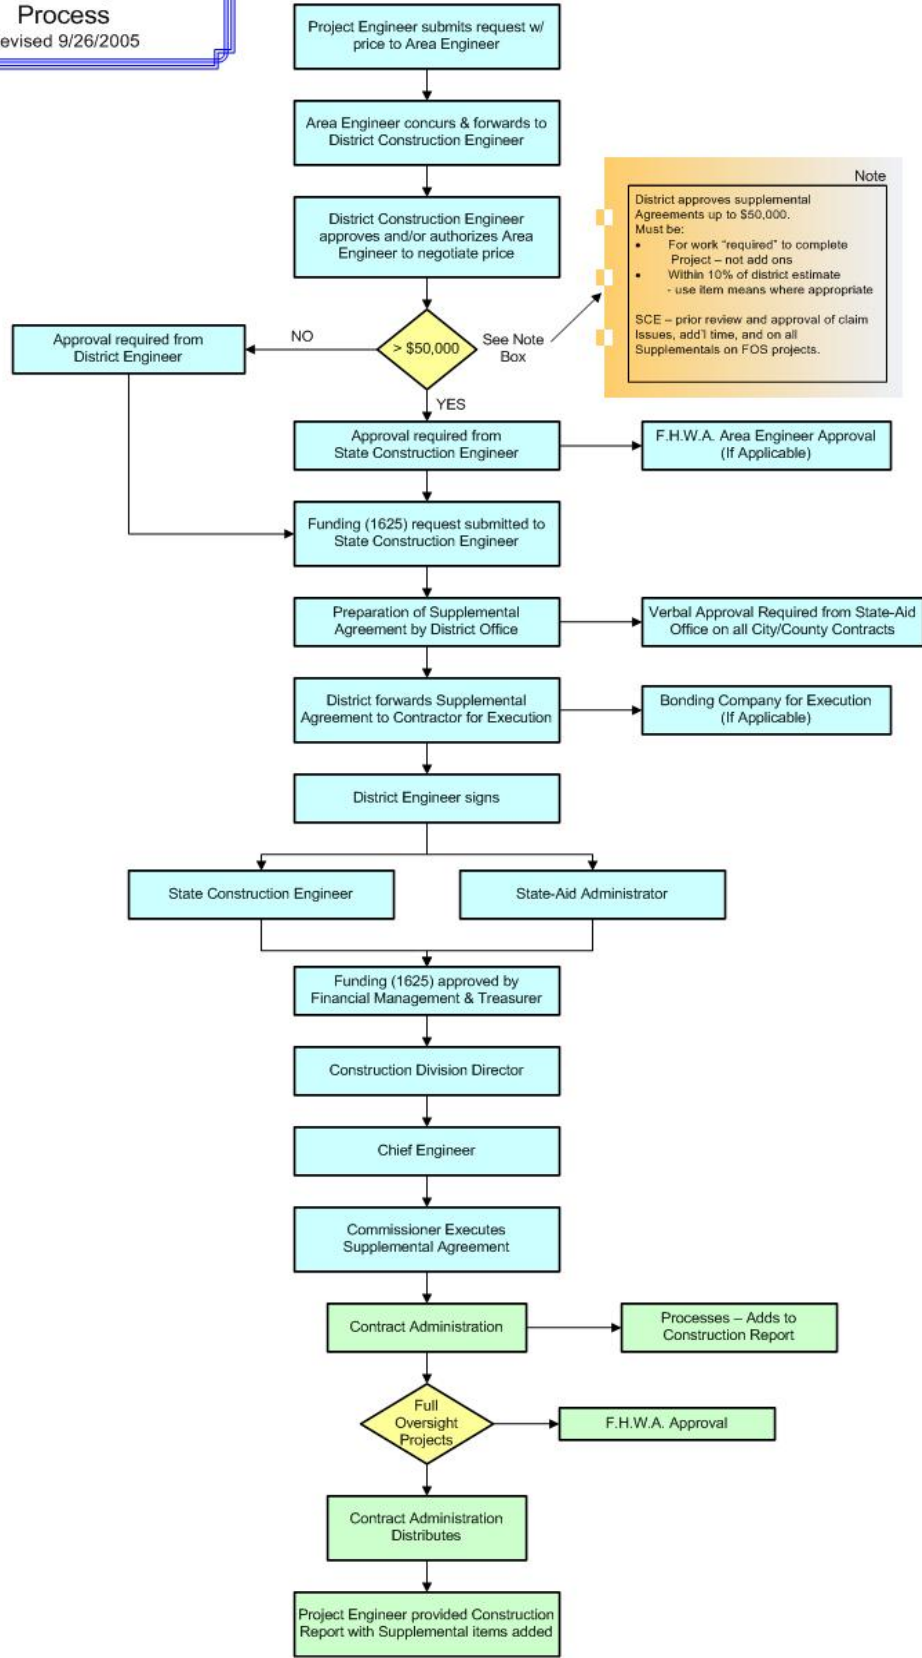 Process
evised 9/26/2005
Project Engineer submits request w/
price to Area Engineer
Area Engineer concurs & forwards to
District Construction Engineer
District Construction Engineer
approves and/or authorizes Area
Engineer to negotiate price
Note
District approves supplemental
Agreements up to $50,000.
Must be:
• For work "required" to complete
Project – not add ons
• Within 10% of district estimate
- use item means where appropriate
SCE – prior review and approval of claim
Issues, add'l time, and on all
Supplementals on FOS projects.
Approval required from
District Engineer
NO
> $50,000
See Note
Box
YES
Approval required from
State Construction Engineer
F.H.W.A. Area Engineer Approval
(If Applicable)
Funding (1625) request submitted to
State Construction Engineer
Preparation of Supplemental
Agreement by District Office
Verbal Approval Required from State-Aid
Office on all City/County Contracts
District forwards Supplemental
Agreement to Contractor for Execution
Bonding Company for Execution
(If Applicable)
District Engineer signs
State Construction Engineer
State-Aid Administrator
Funding (1625) approved by
Financial Management & Treasurer
Construction Division Director
Chief Engineer
Commissioner Executes
Supplemental Agreement
Contract Administration
Processes – Adds to
Construction Report
Full
Oversight
Projects
F.H.W.A. Approval
Contract Administration
Distributes
Project Engineer provided Construction
Report with Supplemental items added